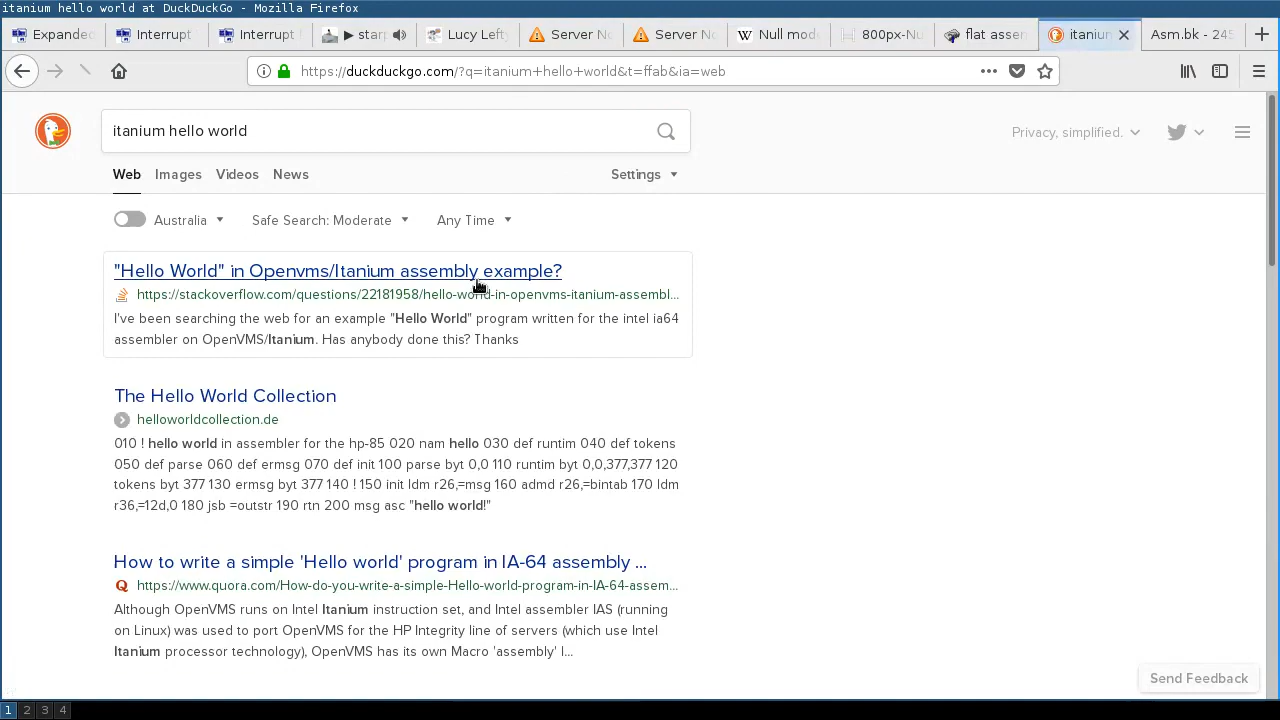 itanium hello world at DuckDuckGo - Mozilla Firefox
Expande
Interrupt
Interrupt
Lucy Left
Server No
Server No
Null mod
800px-Nu
flat asse
itaniun
Asm.bk - 245
https://duckduckgo.com/?q=itanium+hello+world&t=ffab&ia=web
itanium hello world
Privacy, simplified.
Web Images Videos News Settings
Australia Safe Search: Moderate Any Time
"Hello World" in Openvms/Itanium assembly example?
https://stackoverflow.com/questions/22181958/hello-world-in-openvms-itanium-assembl...
I've been searching the web for an example "Hello World" program written for the intel ia64
assembler on OpenVMS/Itanium. Has anybody done this? Thanks
The Hello World Collection
helloworldcollection.de
010 ! hello world in assembler for the hp-85 020 nam hello 030 def runtim 040 def tokens
050 def parse 060 def ermsg 070 def init 100 parse byt 0,0 110 runtim byt 0,0,377,377 120
tokens byt 377 130 ermsg byt 377 140 ! 150 init ldm r26,=msg 160 admd r26,=bintab 170 ldm
r36,=12d,0 180 jsb =outstr 190 rtn 200 msg asc "hello world!"
How to write a simple 'Hello world' program in IA-64 assembly ...
https://www.quora.com/How-do-you-write-a-simple-Hello-world-program-in-IA-64-assem...
Although OpenVMS runs on Intel Itanium instruction set, and Intel assembler IAS (running
on Linux) was used to port OpenVMS for the HP Integrity line of servers (which use Intel
Itanium processor technology), OpenVMS has its own Macro 'assembly' l...
Send Feedback
1 2 3 4